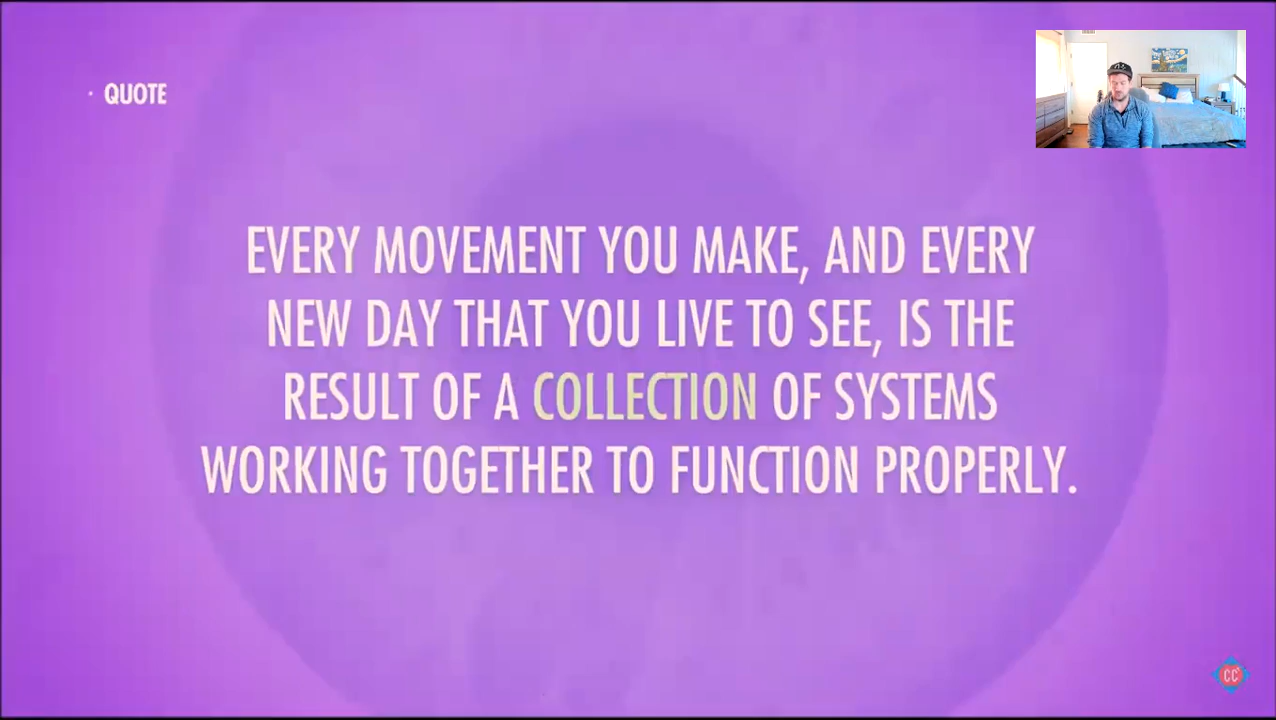 • QUOTE
EVERY MOVEMENT YOU MAKE, AND EVERY
NEW DAY THAT YOU LIVE TO SEE, IS THE
RESULT OF A COLLECTION OF SYSTEMS
WORKING TOGETHER TO FUNCTION PROPERLY.
CC